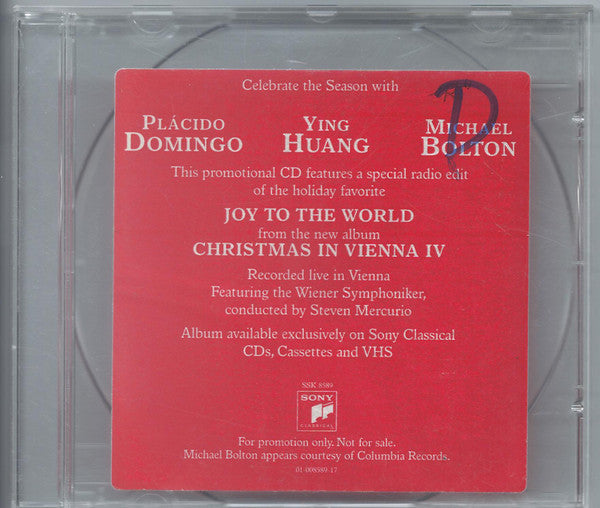 Celebrate the Season with
PLÁCIDO DOMINGO
YING HUANG
MICHAEL BOLTON
D
This promotional CD features a special radio edit
of the holiday favorite
JOY TO THE WORLD
from the new album
CHRISTMAS IN VIENNA IV
Recorded live in Vienna
Featuring the Wiener Symphoniker,
conducted by Steven Mercurio
Album available exclusively on Sony Classical
CDs, Cassettes and VHS
SSK 8589
SONY
CLASSICAL
For promotion only. Not for sale.
Michael Bolton appears courtesy of Columbia Records.
01-008589-17